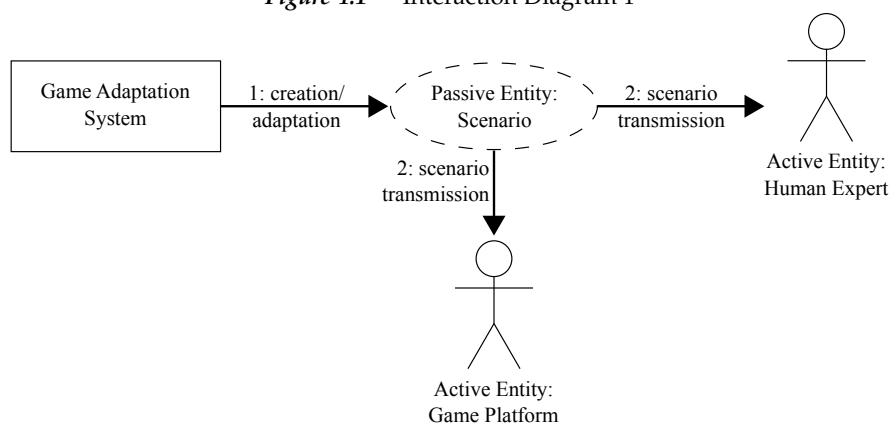 Figure 4.1 Interaction Diagram 1
Game Adaptation
System
1: creation/
adaptation
Passive Entity:
Scenario
2: scenario
transmission
Active Entity:
Human Expert
2: scenario
transmission
Active Entity:
Game Platform